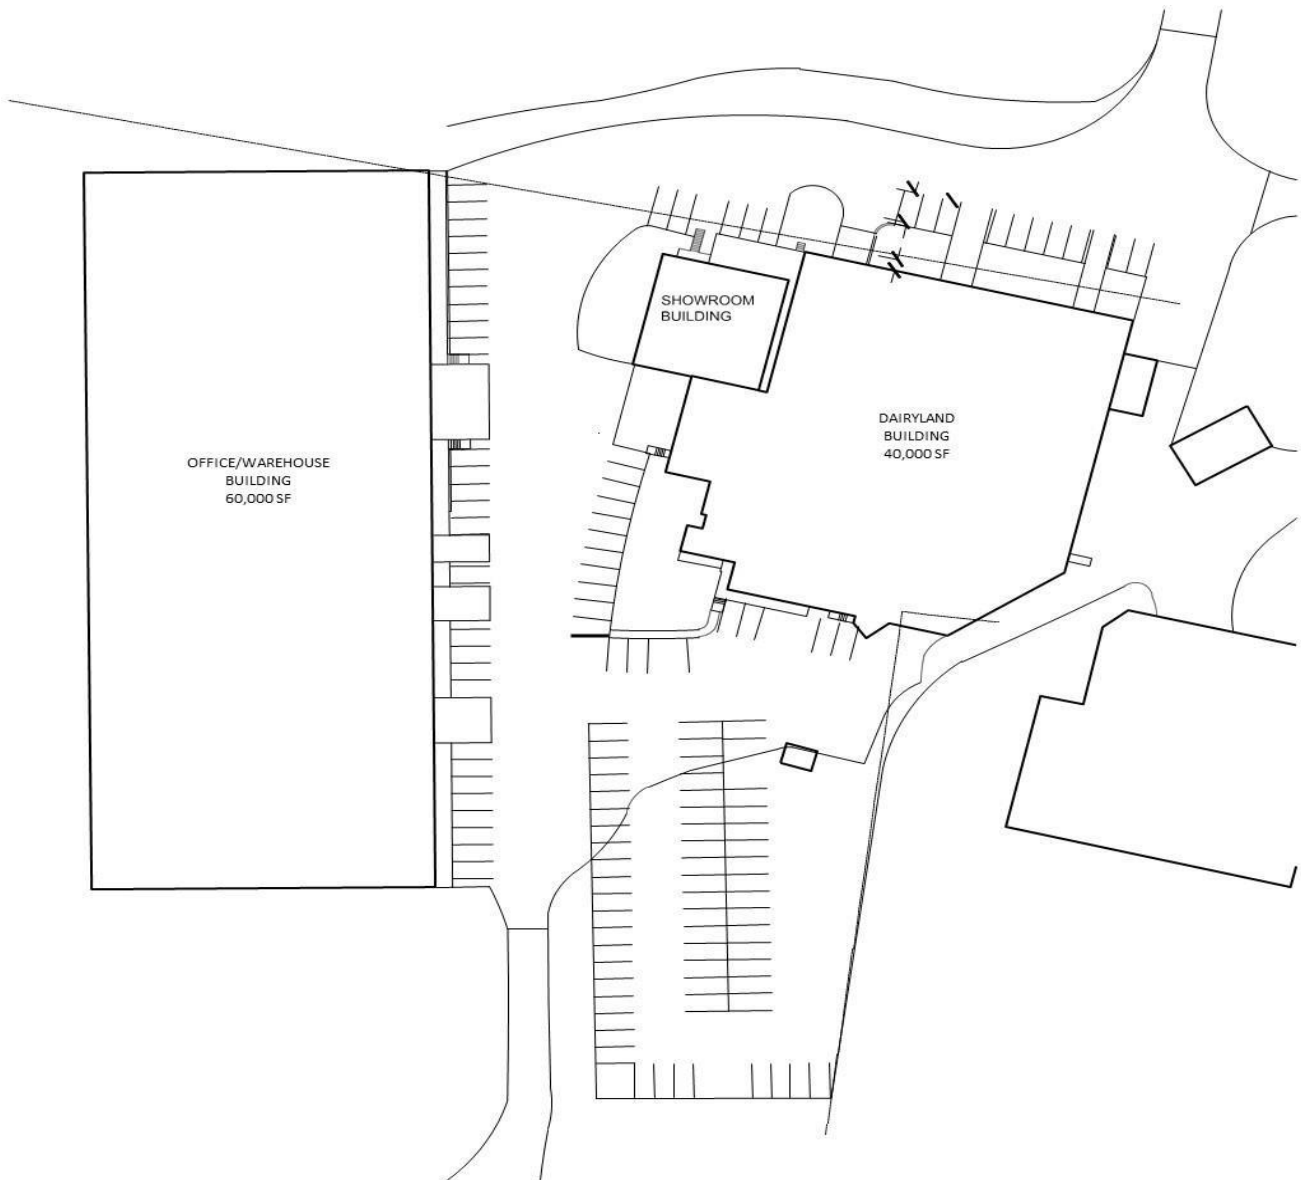 SHOWROOM
BUILDING
DAIRYLAND
BUILDING
40,000 SF
OFFICE/WAREHOUSE
BUILDING
60,000 SF